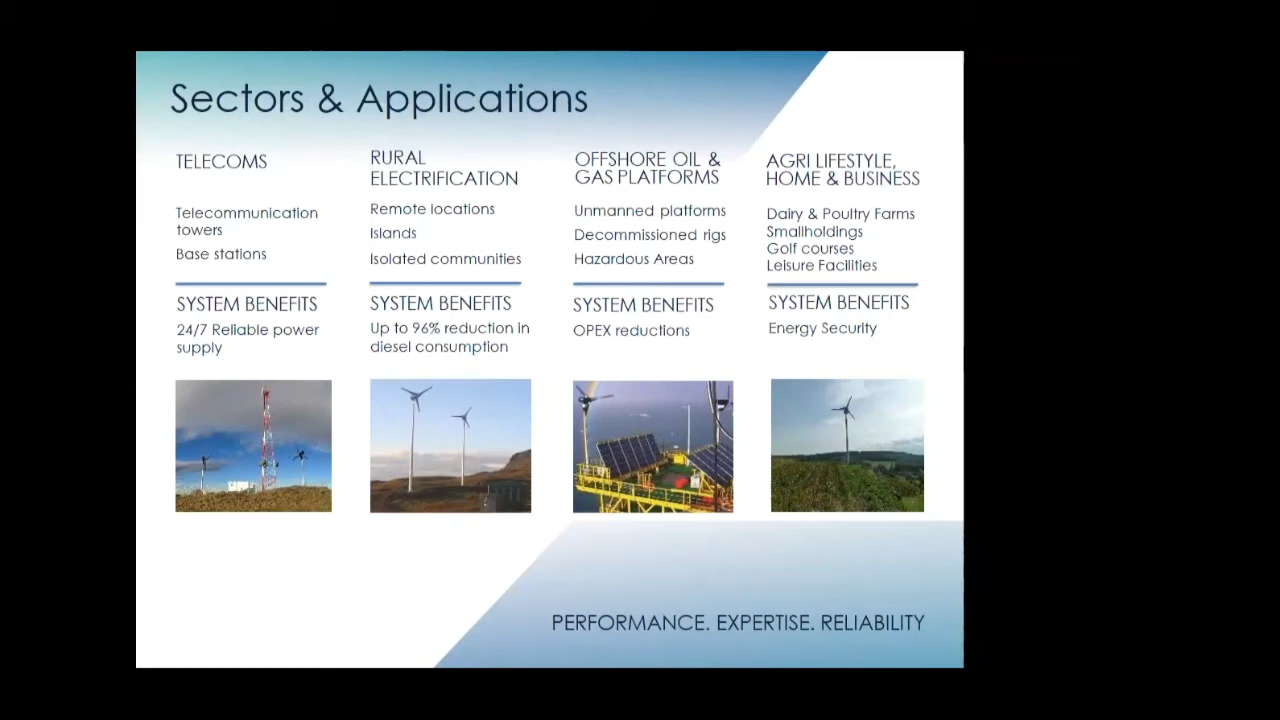 Sectors & Applications
TELECOMS
Telecommunication
towers
Base stations
SYSTEM BENEFITS
24/7 Reliable power
supply
RURAL
ELECTRIFICATION
Remote locations
Islands
Isolated communities
SYSTEM BENEFITS
Up to 96% reduction in
diesel consumption
OFFSHORE OIL &
GAS PLATFORMS
Unmanned platforms
Decommissioned rigs
Hazardous Areas
SYSTEM BENEFITS
OPEX reductions
AGRI LIFESTYLE,
HOME & BUSINESS
Dairy & Poultry Farms
Smallholdings
Golf courses
Leisure Facilities
SYSTEM BENEFITS
Energy Security
PERFORMANCE. EXPERTISE. RELIABILITY